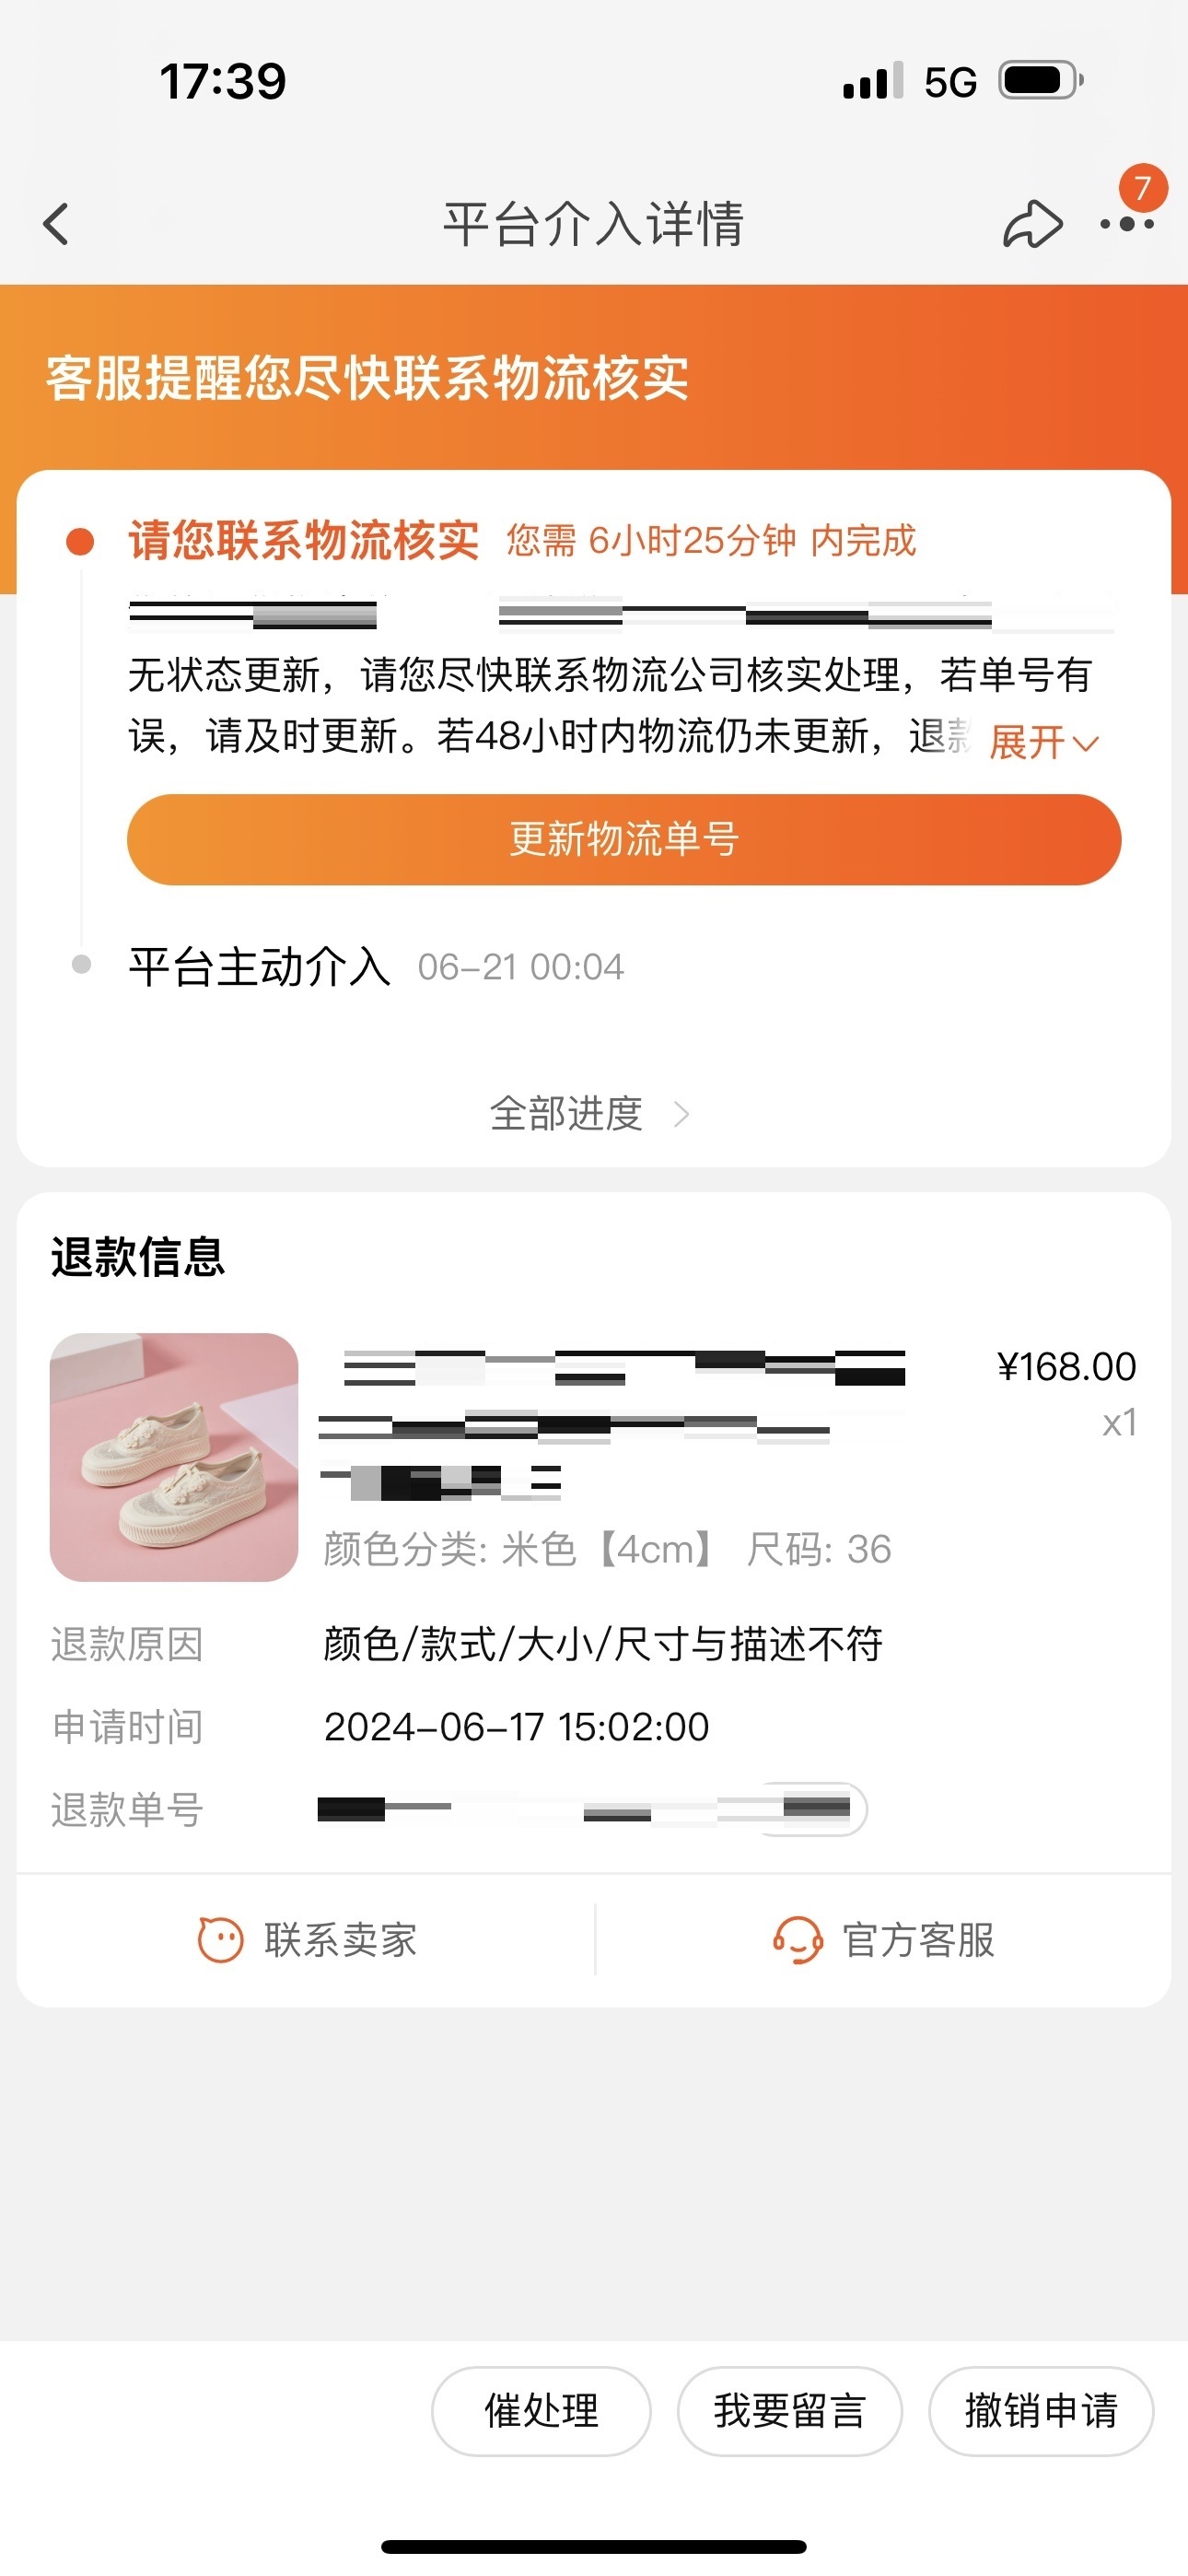 17:39
5G
7
平台介入详情
客服提醒您尽快联系物流核实
请您联系物流核实 您需 6小时25分钟 内完成
无状态更新，请您尽快联系物流公司核实处理，若单号有
误，请及时更新。若48小时内物流仍未更新，退款 展开
更新物流单号
平台主动介入 06-21 00:04
全部进度
退款信息
¥168.00
x1
颜色分类: 米色【4cm】 尺码: 36
退款原因 颜色/款式/大小/尺寸与描述不符
申请时间 2024-06-17 15:02:00
退款单号
联系卖家 官方客服
催处理 我要留言 撤销申请